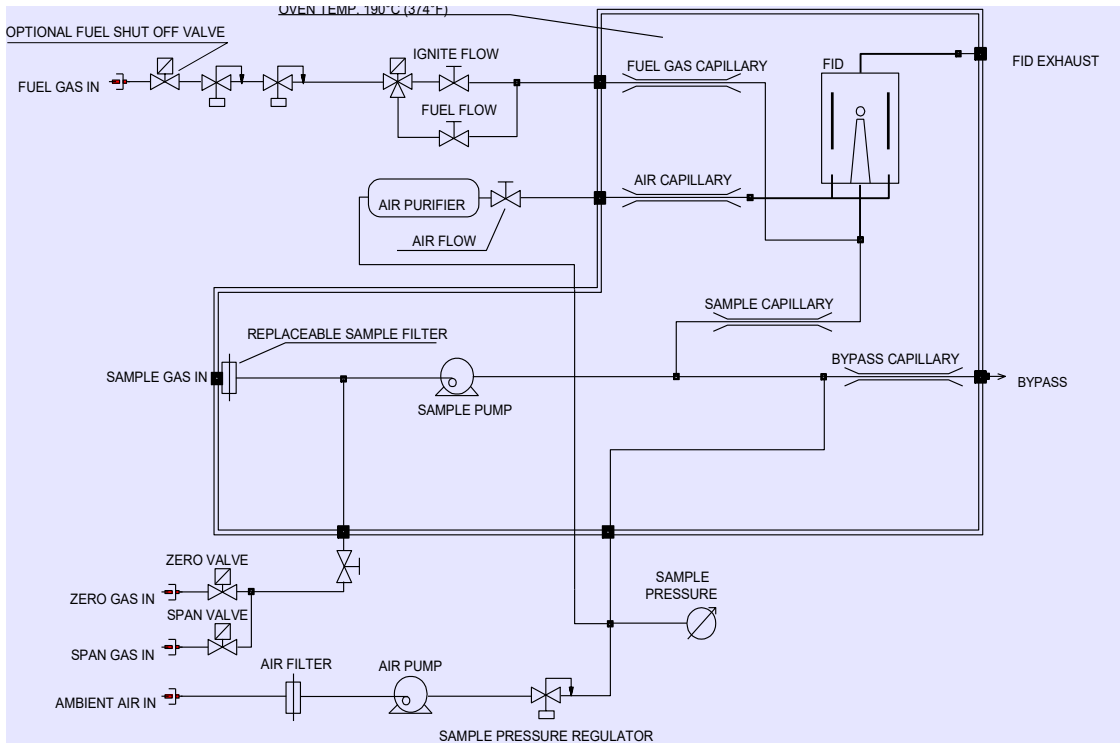 OVEN TEMP. 190°C (374°F)
OPTIONAL FUEL SHUT OFF VALVE
IGNITE FLOW
FUEL GAS CAPILLARY
FID
FID EXHAUST
FUEL GAS IN
FUEL FLOW
AIR CAPILLARY
AIR PURIFIER
AIR FLOW
SAMPLE CAPILLARY
REPLACEABLE SAMPLE FILTER
BYPASS CAPILLARY
SAMPLE GAS IN
BYPASS
SAMPLE PUMP
ZERO VALVE
SAMPLE
PRESSURE
ZERO GAS IN
SPAN VALVE
SPAN GAS IN
AIR FILTER
AIR PUMP
AMBIENT AIR IN
SAMPLE PRESSURE REGULATOR